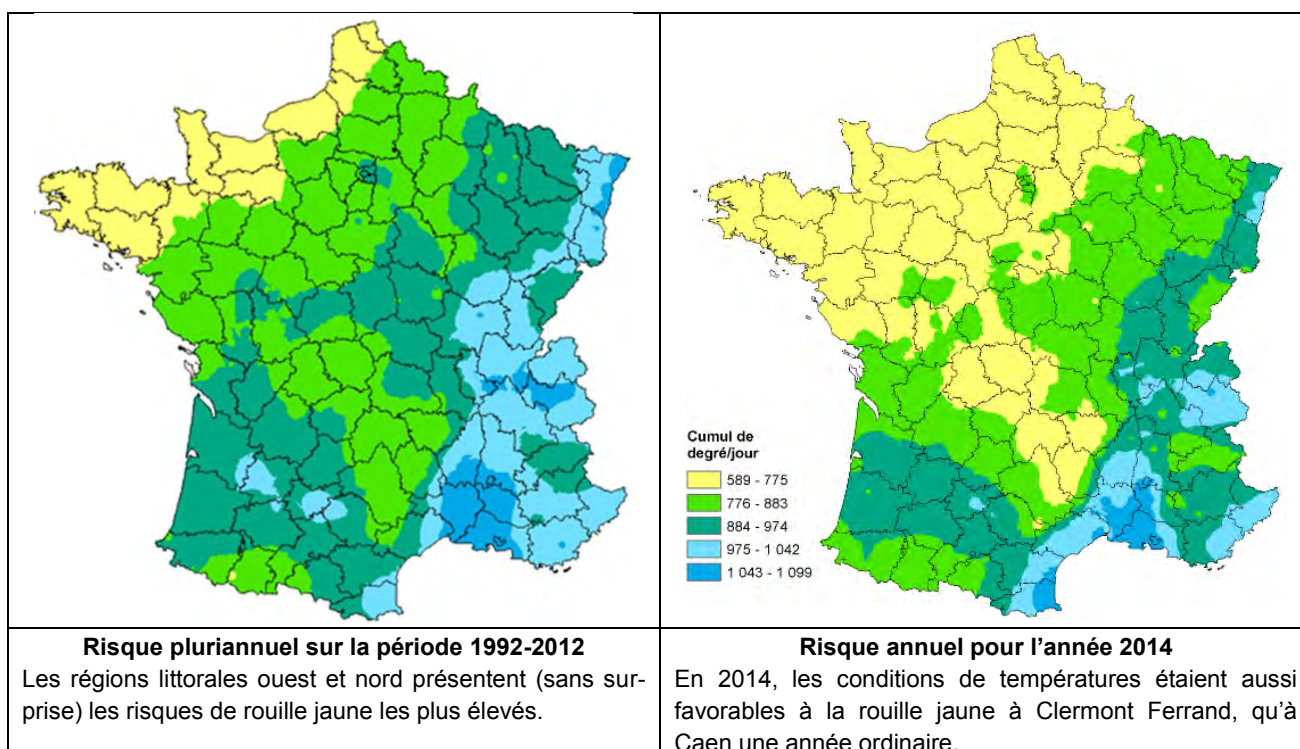 Cumul de
degré/jour
589 - 775
776 - 883
884 - 974
975 - 1 042
1 043 - 1 099
Risque pluriannuel sur la période 1992-2012
Les régions littorales ouest et nord présentent (sans sur-
prise) les risques de rouille jaune les plus élevés.
Risque annuel pour l'année 2014
En 2014, les conditions de températures étaient aussi
favorables à la rouille jaune à Clermont Ferrand, qu'à
Caen une année ordinaire.